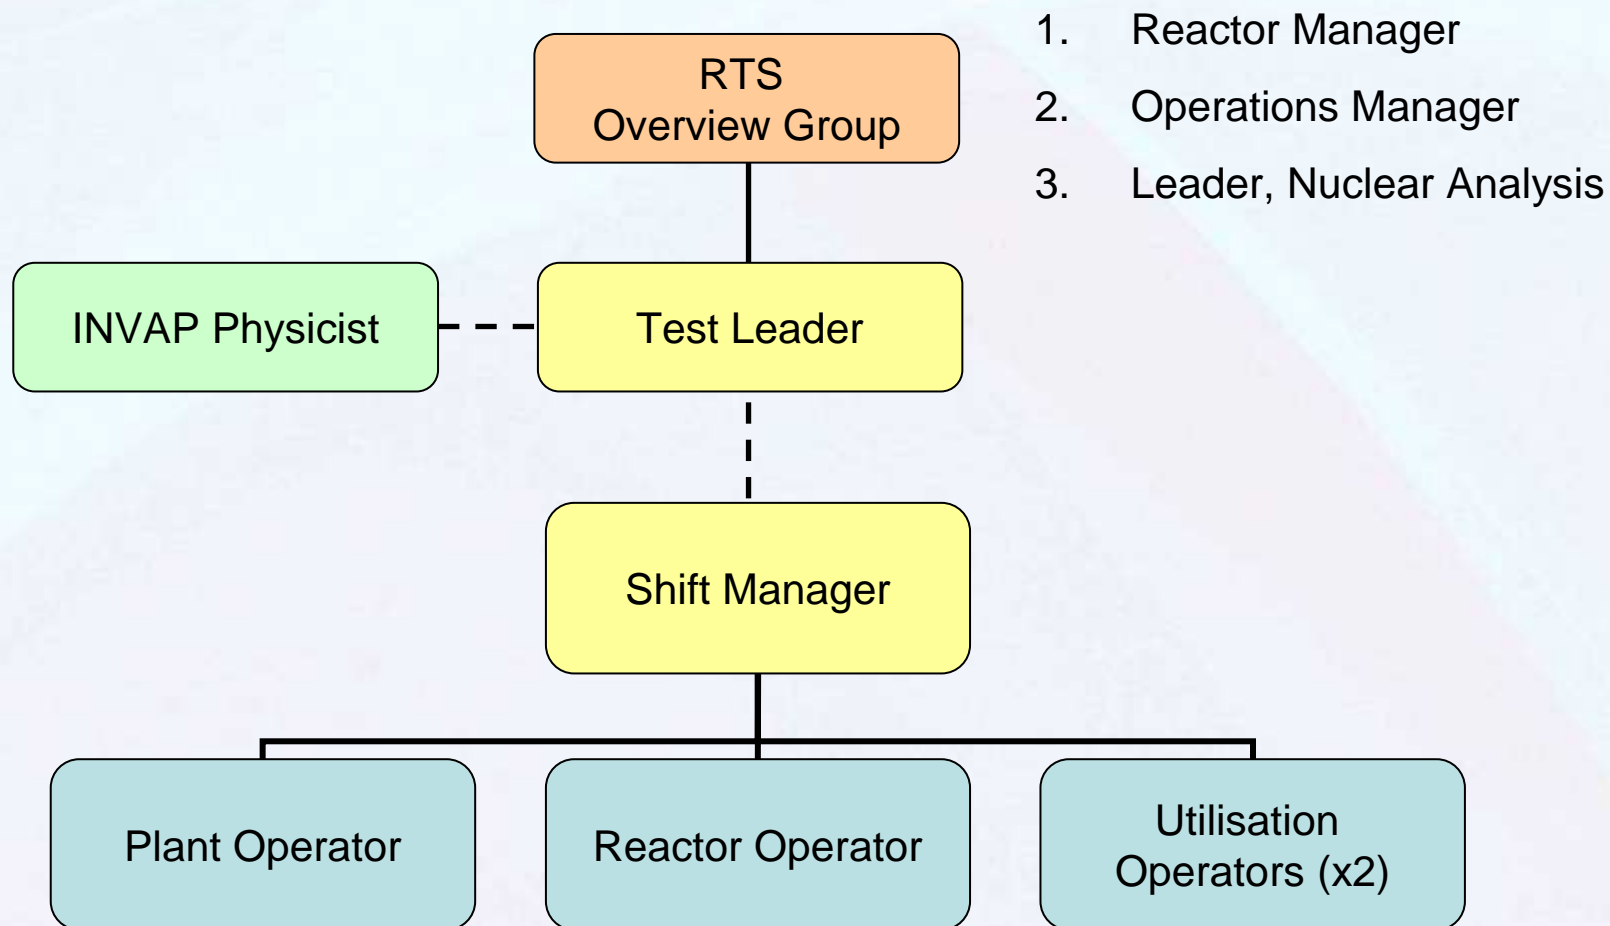 RTS
Overview Group
1. Reactor Manager
2. Operations Manager
3. Leader, Nuclear Analysis
INVAP Physicist
Test Leader
Shift Manager
Plant Operator
Reactor Operator
Utilisation
Operators (x2)